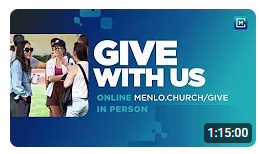 GIVE
WITH US
ONLINE MENLO.CHURCH/GIVE
IN PERSON
1:15:00